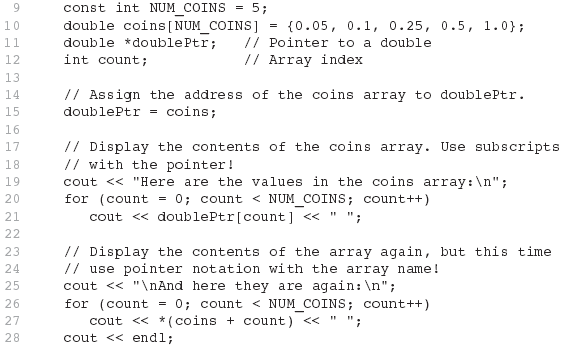 9 const int NUM_COINS = 5;
10 double coins[NUM_COINS] = {0.05, 0.1, 0.25, 0.5, 1.0};
11 double *doublePtr; // Pointer to a double
12 int count; // Array index
13
14 // Assign the address of the coins array to doublePtr.
15 doublePtr = coins;
16
17 // Display the contents of the coins array. Use subscripts
18 // with the pointer!
19 cout << "Here are the values in the coins array:\n";
20 for (count = 0; count < NUM_COINS; count++)
21 cout << doublePtr[count] << " ";
22
23 // Display the contents of the array again, but this time
24 // use pointer notation with the array name!
25 cout << "\nAnd here they are again:\n";
26 for (count = 0; count < NUM_COINS; count++)
27 cout << *(coins + count) << " ";
28 cout << endl;